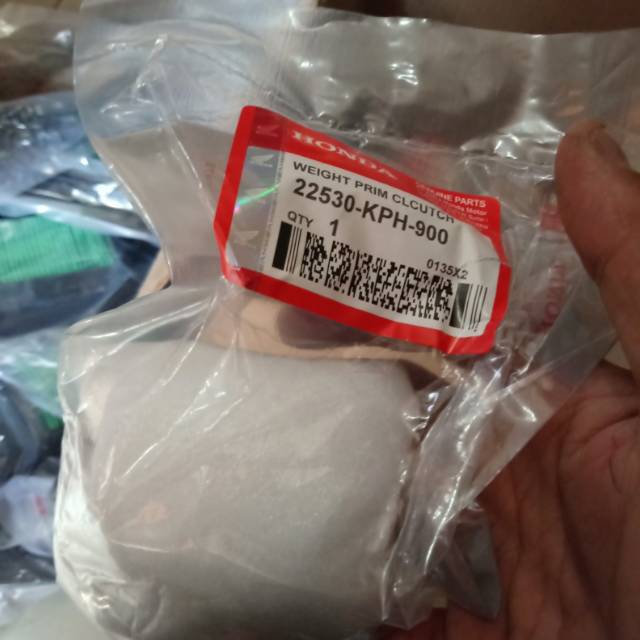 HONDA
GENUINE PARTS
WEIGHT PRIM CLCUTCH
22530-KPH-900
QTY 1
0135X2